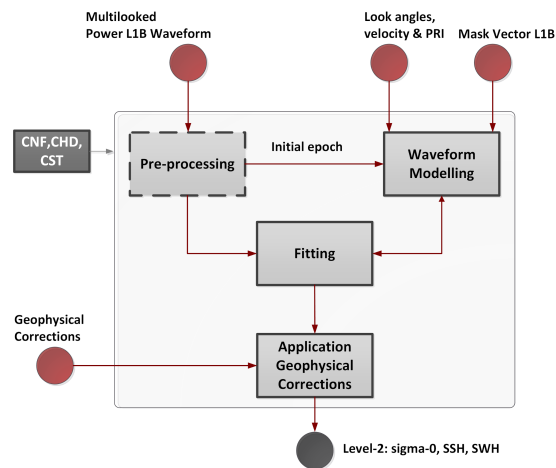 Multilooked
Power L1B Waveform
Look angles,
velocity & PRI
Mask Vector L1B
CNF,CHD,
CST
Pre-processing
Initial epoch
Waveform
Modelling
Fitting
Geophysical
Corrections
Application
Geophysical
Corrections
Level-2: sigma-0, SSH, SWH